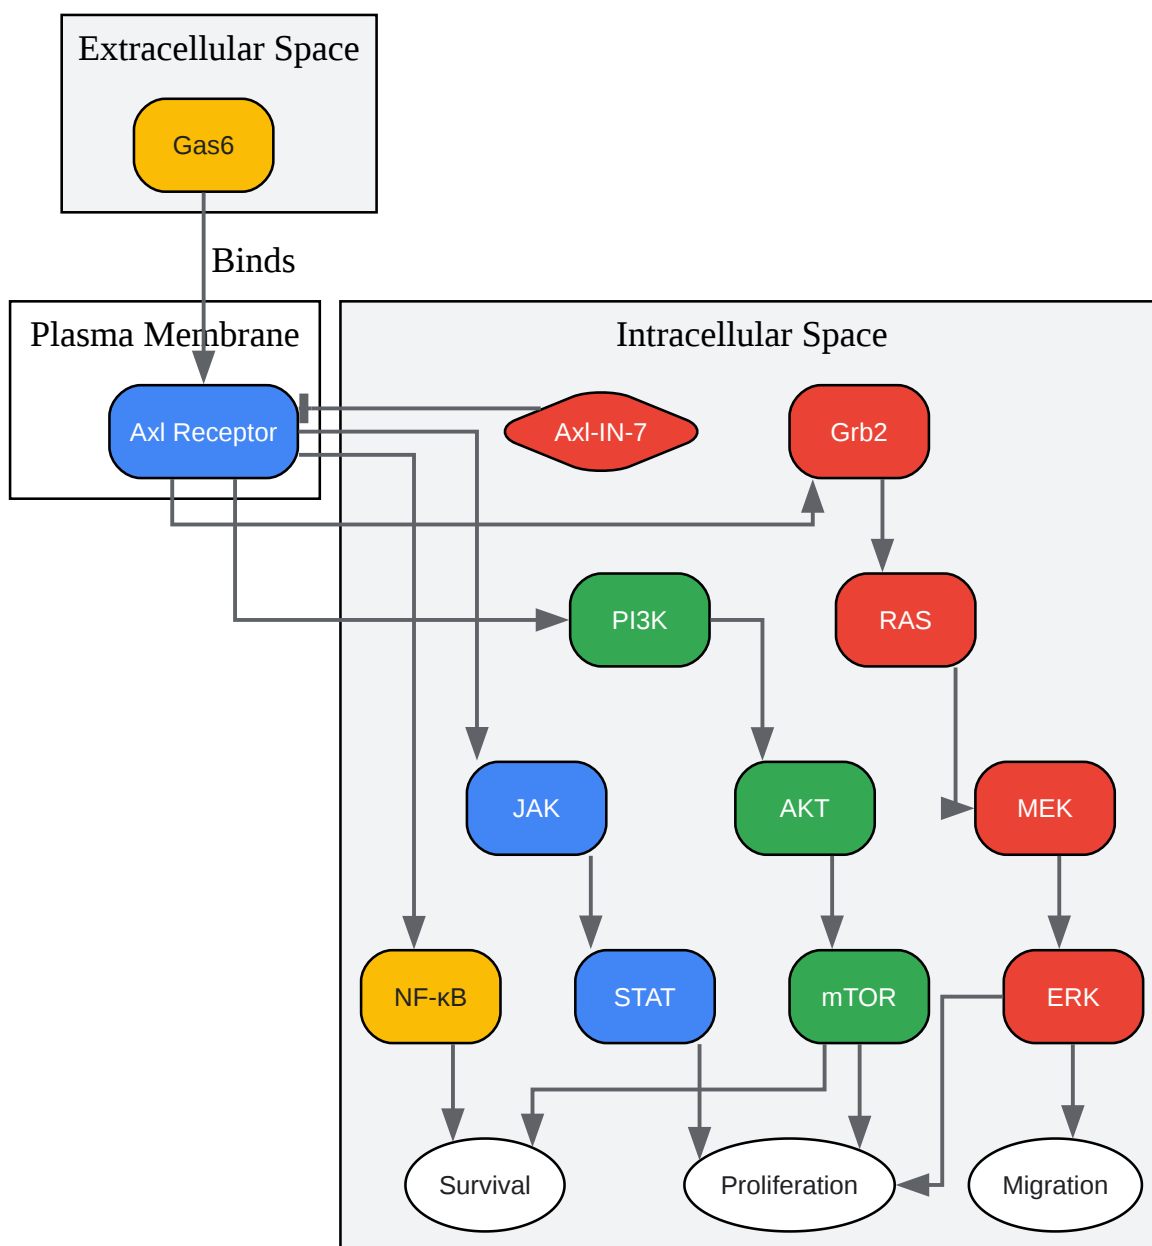 Extracellular Space
Gas6
Binds
Plasma Membrane
Intracellular Space
Axl Receptor
Axl-IN-7
Grb2
PI3K
RAS
JAK
AKT
MEK
NF-κB
STAT
mTOR
ERK
Survival
Proliferation
Migration